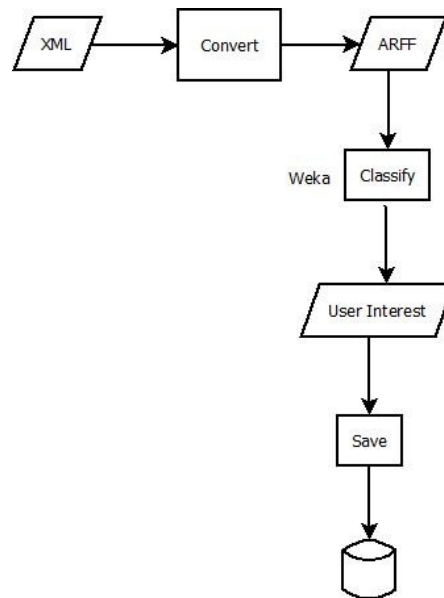 XML
Convert
ARFF
Weka
Classify
User Interest
Save